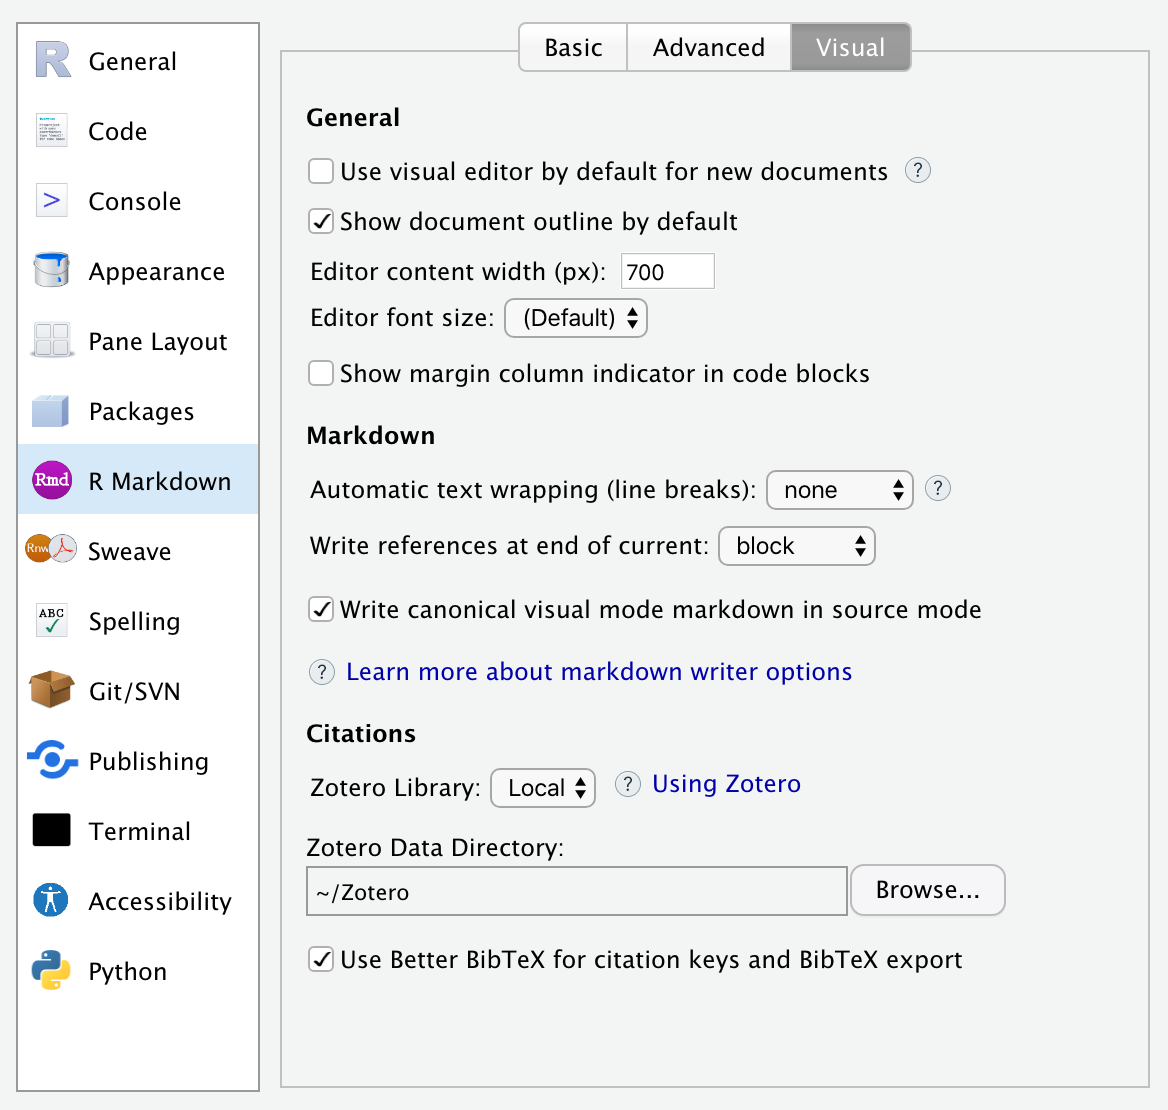 General
Code
Console
Appearance
Pane Layout
Packages
Rmd R Markdown
Rnw Sweave
ABC Spelling
Git/SVN
Publishing
Terminal
Accessibility
Python
Basic Advanced Visual
General
Use visual editor by default for new documents ?
Show document outline by default
Editor content width (px): 700
Editor font size: (Default)
Show margin column indicator in code blocks
Markdown
Automatic text wrapping (line breaks): none ?
Write references at end of current: block
Write canonical visual mode markdown in source mode
? Learn more about markdown writer options
Citations
Zotero Library: Local ? Using Zotero
Zotero Data Directory:
~/Zotero Browse...
Use Better BibTeX for citation keys and BibTeX export